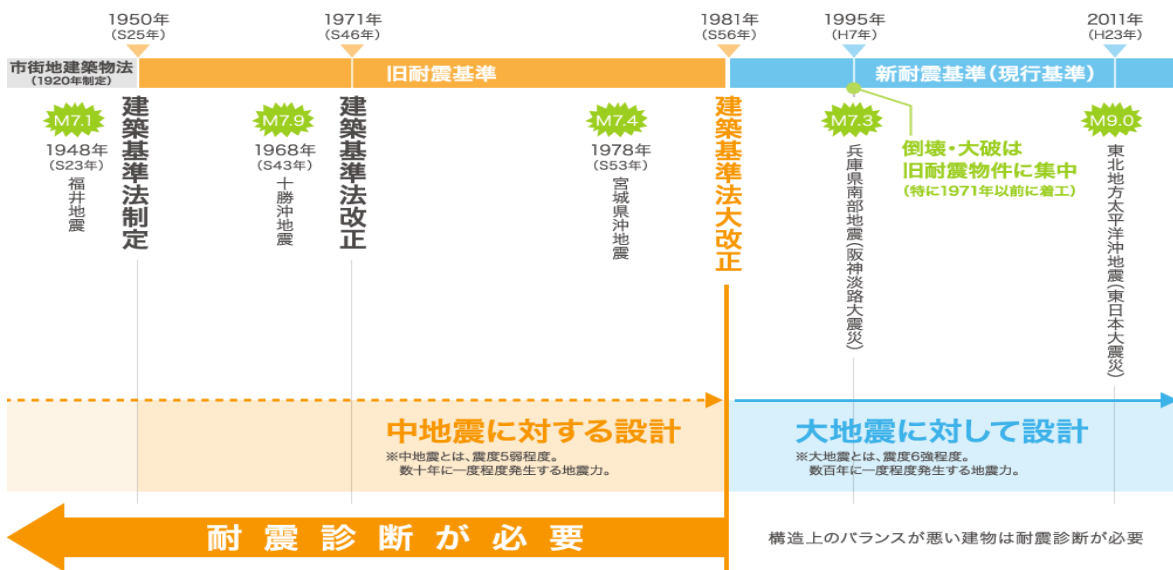 1950年
(S25年)
1971年
(S46年)
1981年
(S56年)
1995年
(H7年)
2011年
(H23年)
市街地建築物法
(1920年制定)
旧耐震基準
新耐震基準(現行基準)
M7.1
1948年
(S23年)
福井地震
建築基準法制定
M7.9
1968年
(S43年)
十勝沖地震
建築基準法改正
M7.4
1978年
(S53年)
宮城県沖地震
建築基準法大改正
M7.3
兵庫県南部地震(阪神淡路大震災)
倒壊・大破は
旧耐震物件に集中
(特に1971年以前に着工)
M9.0
東北地方太平洋沖地震(東日本大震災)
中地震に対する設計
※中地震とは、震度5弱程度。
数十年に一度程度発生する地震力。
大地震に対して設計
※大地震とは、震度6強程度。
数百年に一度程度発生する地震力。
耐震診断が必要
構造上のバランスが悪い建物は耐震診断が必要